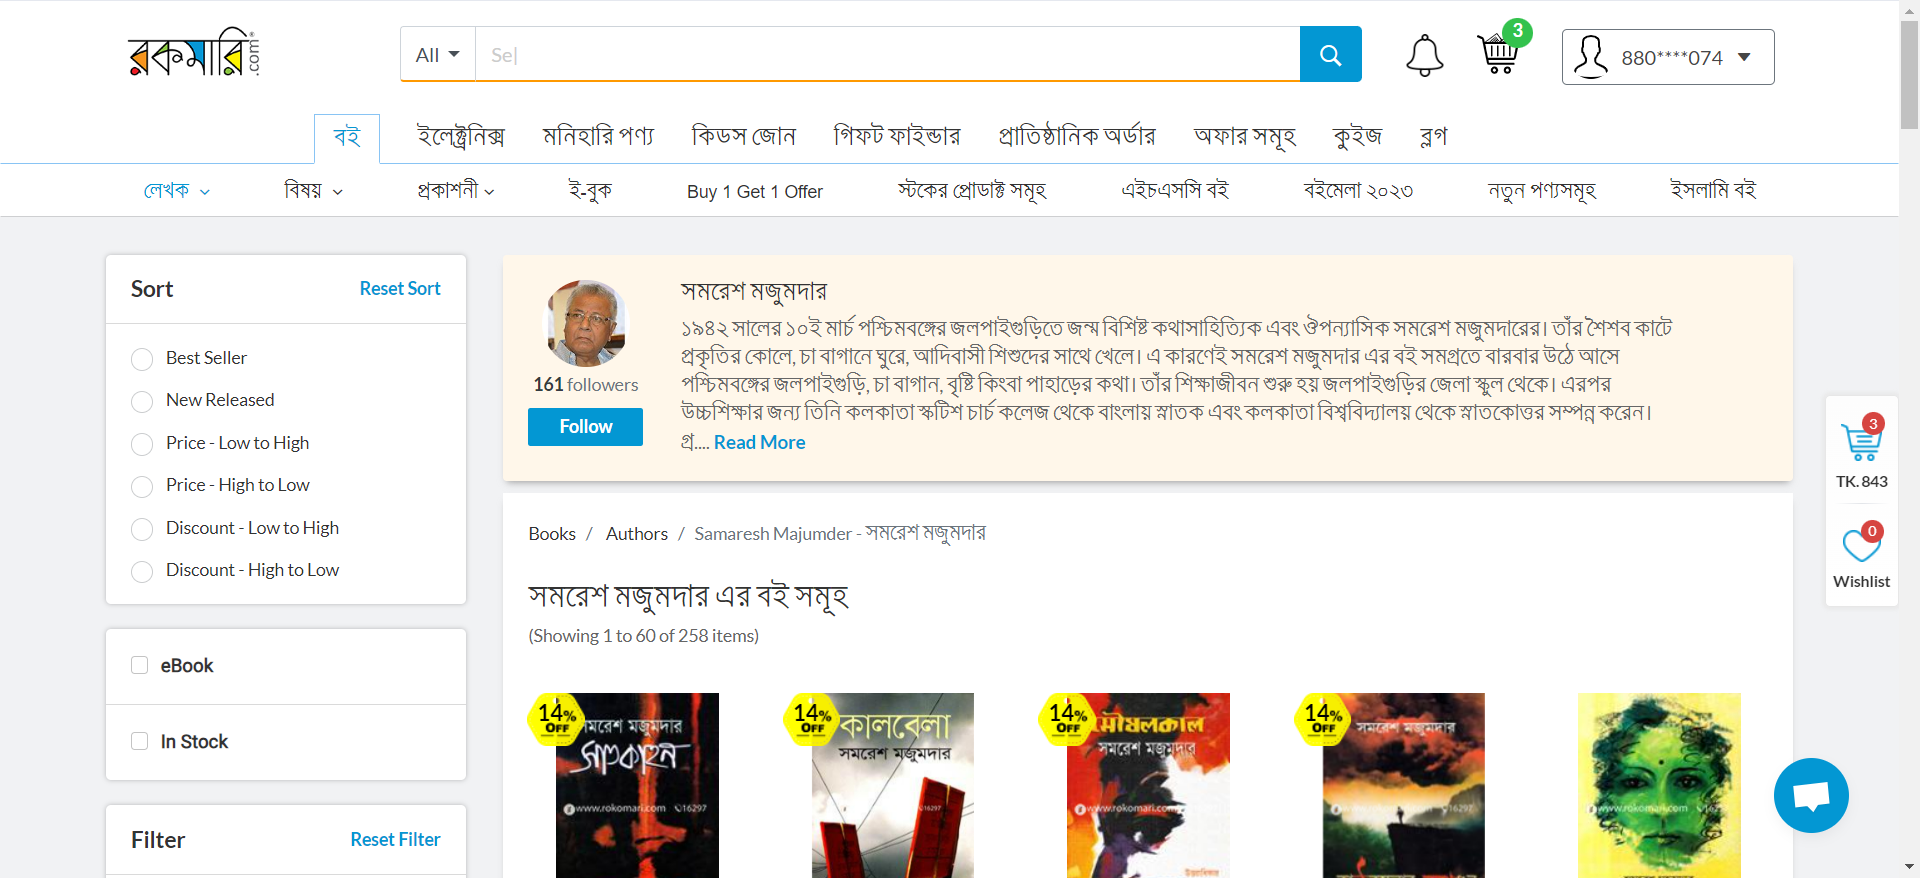 রকমারি.com
All
Se
3
880****074
বই
ইলেক্ট্রনিক্স
মনিহারি পণ্য
কিডস জোন
গিফট ফাইন্ডার
প্রাতিষ্ঠানিক অর্ডার
অফার সমূহ
কুইজ
ব্লগ
লেখক
বিষয়
প্রকাশনী
ই-বুক
Buy 1 Get 1 Offer
স্টকের প্রোডাক্ট সমূহ
এইচএসসি বই
বইমেলা ২০২৩
নতুন পণ্যসমূহ
ইসলামি বই
Sort
Reset Sort
Best Seller
New Released
Price - Low to High
Price - High to Low
Discount - Low to High
Discount - High to Low
eBook
In Stock
Filter
Reset Filter
161 followers
Follow
সমরেশ মজুমদার
১৯৪২ সালের ১০ই মার্চ পশ্চিমবঙ্গের জলপাইগুড়িতে জন্ম বিশিষ্ট কথাসাহিত্যিক এবং ঔপন্যাসিক সমরেশ মজুমদারের। তাঁর শৈশব কাটে
প্রকৃতির কোলে, চা বাগানে ঘুরে, আদিবাসী শিশুদের সাথে খেলে। এ কারণেই সমরেশ মজুমদার এর বই সমগ্রতে বারবার উঠে আসে
পশ্চিমবঙ্গের জলপাইগুড়ি, চা বাগান, বৃষ্টি কিংবা পাহাড়ের কথা। তাঁর শিক্ষাজীবন শুরু হয় জলপাইগুড়ির জেলা স্কুল থেকে। এরপর
উচ্চশিক্ষার জন্য তিনি কলকাতা স্কটিশ চার্চ কলেজ থেকে বাংলায় স্নাতক এবং কলকাতা বিশ্ববিদ্যালয় থেকে স্নাতকোত্তর সম্পন্ন করেন।
গ্র.... Read More
Books / Authors / Samaresh Majumder - সমরেশ মজুমদার
সমরেশ মজুমদার এর বই সমূহ
(Showing 1 to 60 of 258 items)
14% OFF
সমরেশ মজুমদার
সাতকাহন
www.rokomari.com 16297
14% OFF
কালবেলা
সমরেশ মজুমদার
www.rokomari.com 16297
14% OFF
মৌষলকাল
সমরেশ মজুমদার
www.rokomari.com
14% OFF
সমরেশ মজুমদার
www.rokomari.com 16297
www.rokomari.com
3
TK. 843
0
Wishlist